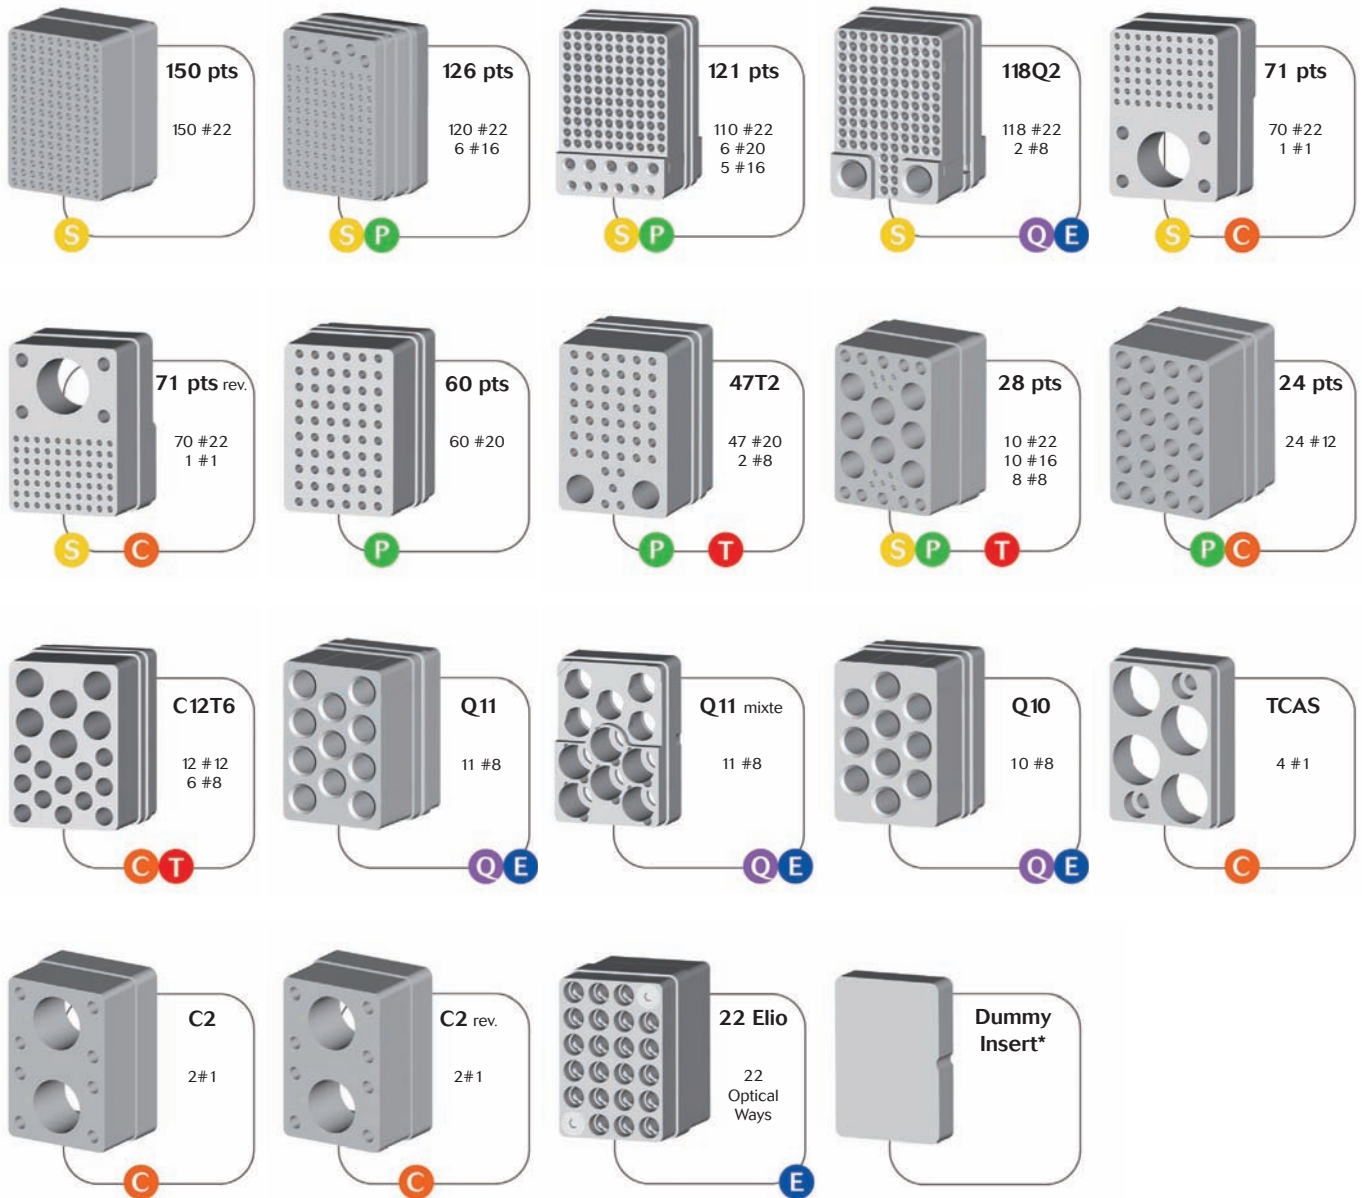 150 pts
150 #22
S
126 pts
120 #22
6 #16
S P
121 pts
110 #22
6 #20
5 #16
S P
118Q2
118 #22
2 #8
S Q E
71 pts
70 #22
1 #1
S C
71 pts rev.
70 #22
1 #1
S C
60 pts
60 #20
P
47T2
47 #20
2 #8
P T
28 pts
10 #22
10 #16
8 #8
S P T
24 pts
24 #12
P C
C12T6
12 #12
6 #8
C T
Q11
11 #8
Q E
Q11 mixte
11 #8
Q E
Q10
10 #8
Q E
TCAS
4 #1
C
C2
2#1
C
C2 rev.
2#1
C
22 Elio
22
Optical
Ways
E
Dummy
Insert*